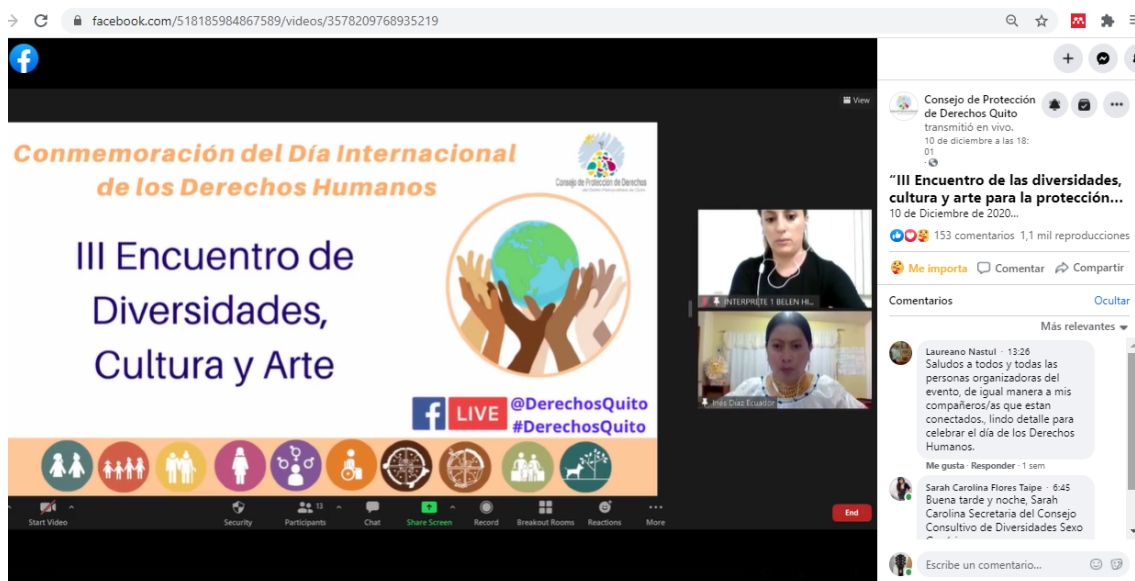 facebook.com/518185984867589/videos/3578209768935219
View
Conmemoración del Día Internacional
de los Derechos Humanos
Consejo de Protección de Derechos
III Encuentro de
Diversidades,
Cultura y Arte
LIVE
@DerechosQuito
#DerechosQuito
INTERPRETE 1 BELEN HI...
Inés Díaz Ecuador
Start Video
Security
Participants
13
Chat
Share Screen
Record
Breakout Rooms
Reactions
More
End
Consejo de Protección
de Derechos Quito
transmitió en vivo.
10 de diciembre a las 18:
01
"III Encuentro de las diversidades,
cultura y arte para la protección...
10 de Diciembre de 2020...
153 comentarios 1,1 mil reproducciones
Me importa Comentar Compartir
Comentarios Ocultar
Más relevantes
Laureano Nastul · 13:26
Saludos a todos y todas las
personas organizadoras del
evento, de igual manera a mis
compañeros/as que estan
conectados., lindo detalle para
celebrar el día de los Derechos
Humanos.
Me gusta · Responder · 1 sem
Sarah Carolina Flores Taipe · 6:45
Buena tarde y noche, Sarah
Carolina Secretaria del Consejo
Consultivo de Diversidades Sexo
Escribe un comentario...